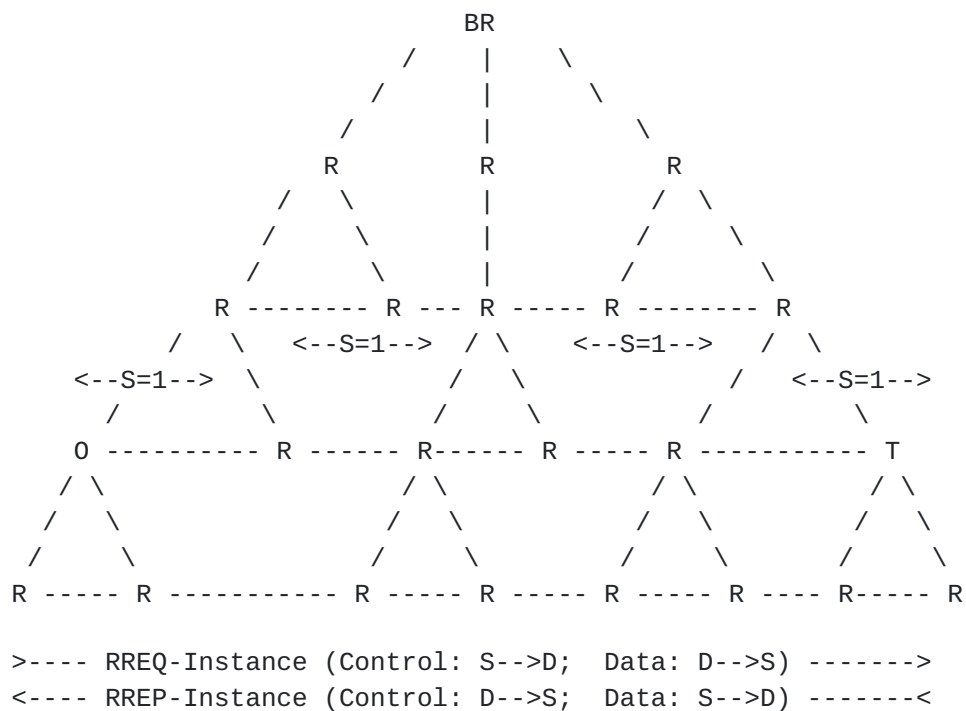 BR
R R R
R -------- R --- R ----- R -------- R
<--S=1--> <--S=1-->
<--S=1--> <--S=1-->
O ---------- R ------ R------ R ----- R ----------- T
R ----- R ----------- R ----- R ----- R ----- R ---- R----- R
>---- RREQ-Instance (Control: S-->D; Data: D-->S) ------->
<---- RREP-Instance (Control: D-->S; Data: S-->D) -------<